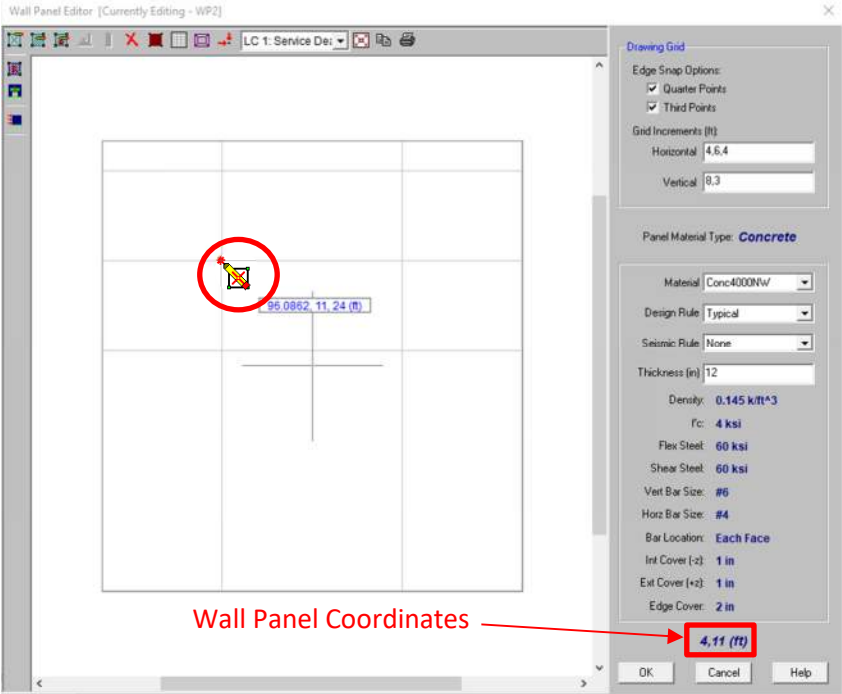 Wall Panel Editor [Currently Editing - WP2]
LC 1: Service De:
Drawing Grid
Edge Snap Options:
Quarter Points
Third Points
Grid Increments (ft):
Horizontal 4,6,4
Vertical 8,3
Panel Material Type: Concrete
Material Conc4000NW
Design Rule Typical
Seismic Rule None
Thickness (in) 12
Density: 0.145 k/ft^3
f'c: 4 ksi
Flex Steel: 60 ksi
Shear Steel: 60 ksi
Vert Bar Size: #6
Horz Bar Size: #4
Bar Location: Each Face
Int Cover (-z): 1 in
Ext Cover (+z): 1 in
Edge Cover: 2 in
96.0862, 11, 24 (ft)
Wall Panel Coordinates
4,11 (ft)
OK Cancel Help